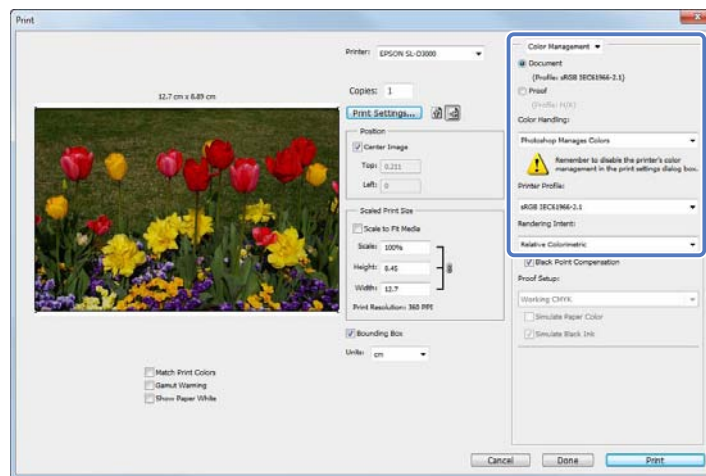 Print
Printer: EPSON SL-D3000
Copies: 1
Print Settings...
12.7 cm x 8.89 cm
Position
Center Image
Top: 0.211
Left: 0
Scaled Print Size
Scale to Fit Media
Scale: 100%
Height: 8.45
Width: 12.7
Print Resolution: 360 PPI
Bounding Box
Units: cm
Match Print Colors
Gamut Warning
Show Paper White
Color Management
Document
(Profile: sRGB IEC61966-2.1)
Proof
(Profile: N/A)
Color Handling:
Photoshop Manages Colors
Remember to disable the printer's color
management in the print settings dialog box.
Printer Profile:
sRGB IEC61966-2.1
Rendering Intent:
Relative Colorimetric
Black Point Compensation
Proof Setup:
Working CMYK
Simulate Paper Color
Simulate Black Ink
Cancel
Done
Print